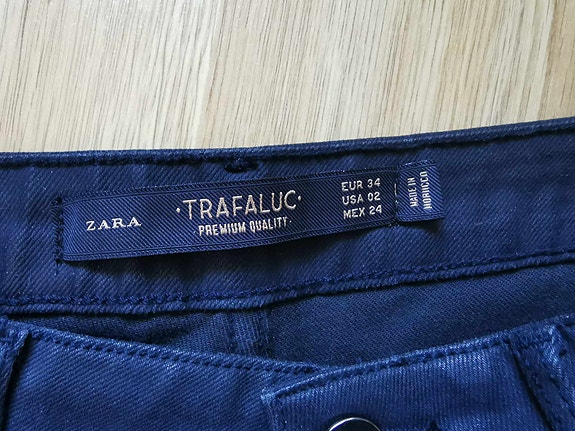 ZARA
·TRAFALUC·
PREMIUM QUALITY·
EUR 34
USA 02
MEX 24
MADE IN
MOROCCO